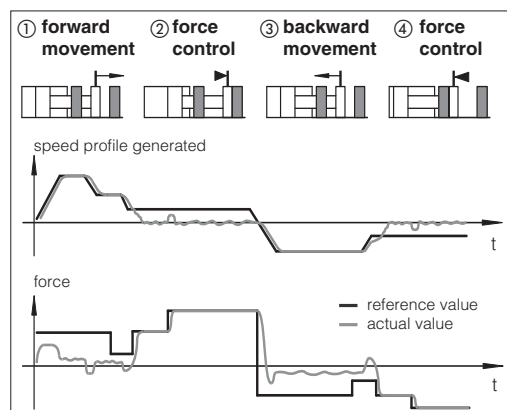 ① forward movement
② force control
③ backward movement
④ force control
speed profile generated
t
force
reference value
actual value
t